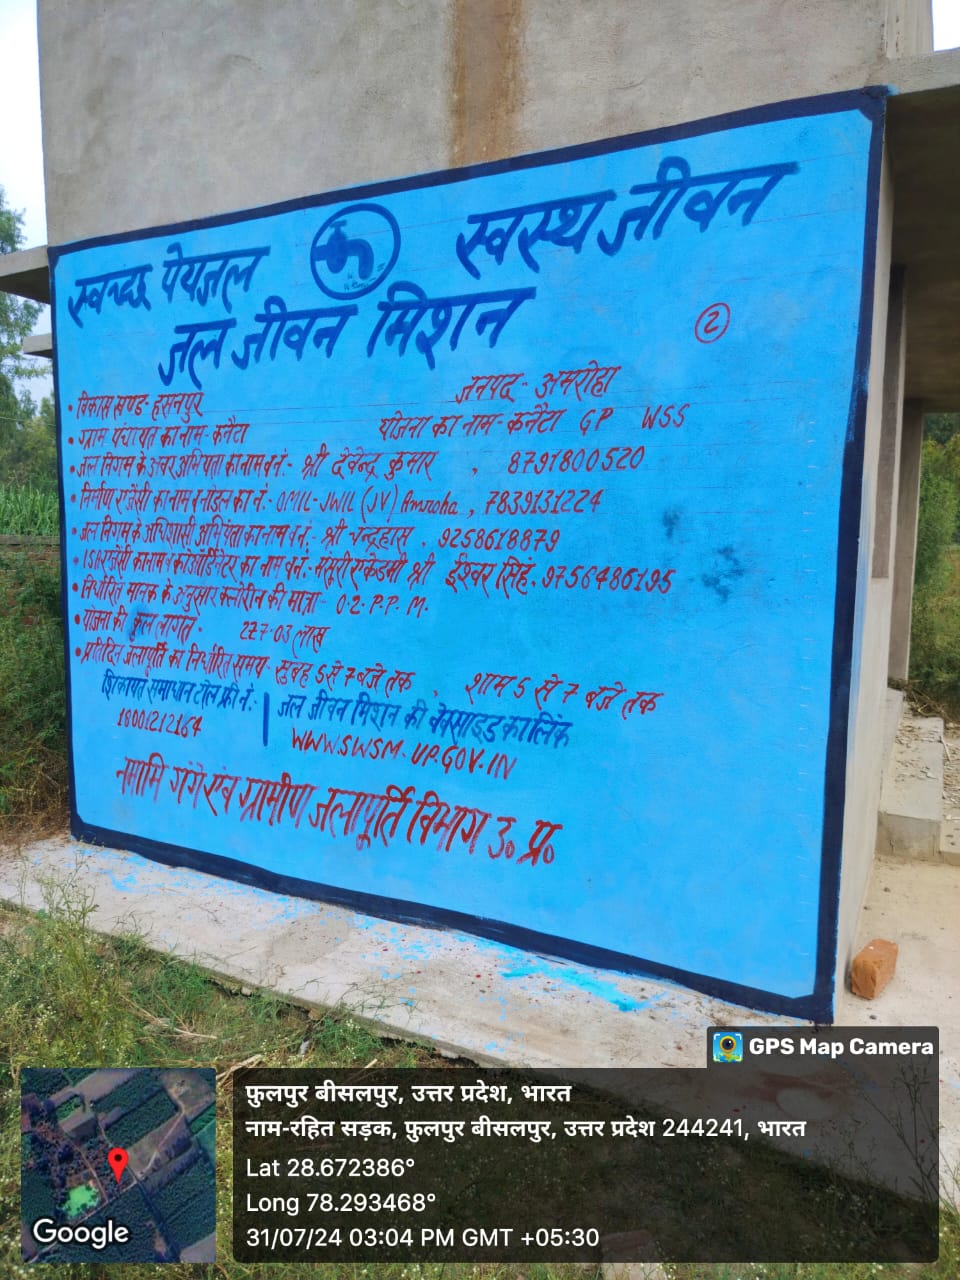 स्वच्छ पेयजल स्वस्थ जीवन
जल जीवन मिशन
2
• विकास खण्ड- हसनपुर जनपद- अमरोहा
• ग्राम पंचायत का नाम- कनैटा योजना का नाम- कनैटा GP WSS
• जल निगम के अवर अभियंता का नाम व नं.- श्री देवेन्द्र कुमार , 8791800520
• निर्माण एजेंसी का नाम व नोडल का नं.- OMIL-JWIL (JV) Amroha , 7839131224
• जल निगम के अधिशासी अभियंता का नाम व नं.- श्री चन्द्रहास , 9258618879
• ISA एजेंसी का नाम व कोऑर्डिनेटर का नाम व नं.- मंसूरी एकेडमी श्री ईश्वर सिंह. 9756486195
• निर्धारित मानक के अनुसार क्लोरीन की मात्रा- 0.2. P.P.M.
• योजना की कुल लागत- 277.03 लाख
• प्रतिदिन जलापूर्ति का निर्धारित समय- सुबह 5 से 7 बजे तक , शाम 5 से 7 बजे तक
शिकायत समाधान टोल फ्री नं.- | जल जीवन मिशन की वेबसाइड का लिंक
18001212164 WWW.SWSM-UP.GOV.IN
नमामि गंगे एंव ग्रामीण जलापूर्ति विभाग उ० प्र०
GPS Map Camera
फुलपुर बीसलपुर, उत्तर प्रदेश, भारत
नाम-रहित सड़क, फुलपुर बीसलपुर, उत्तर प्रदेश 244241, भारत
Lat 28.672386°
Long 78.293468°
31/07/24 03:04 PM GMT +05:30
Google